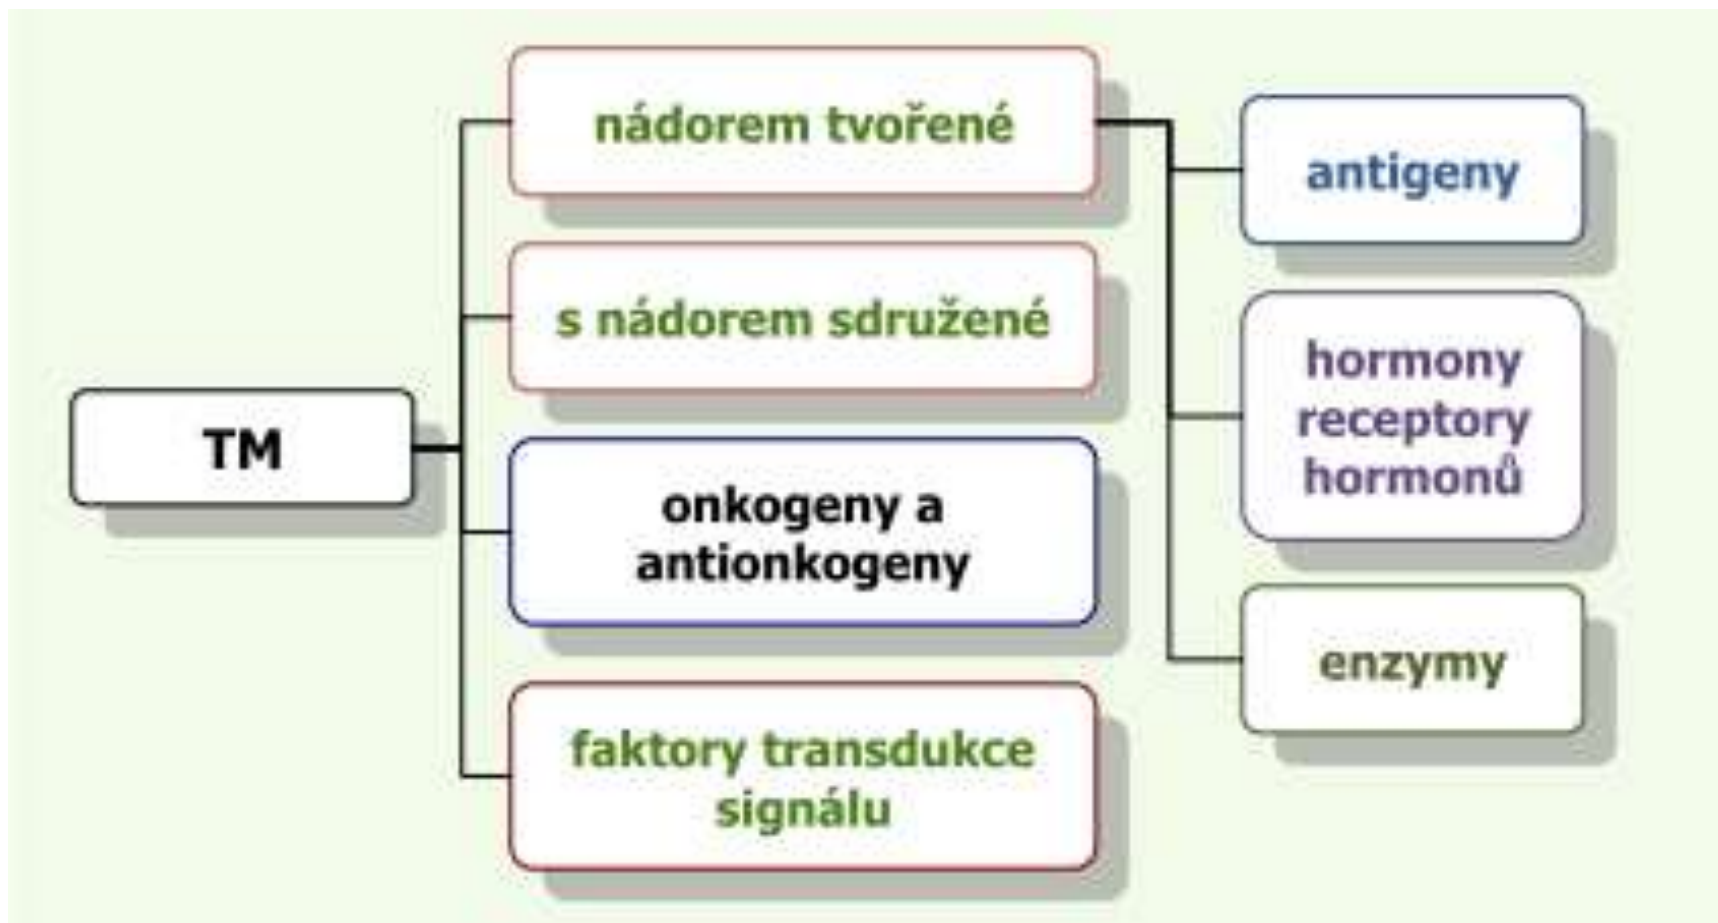 TM
nádorem tvořené
s nádorem sdružené
onkogeny a
antionkogeny
faktory transdukce
signálu
antigeny
hormony
receptory
hormonů
enzymy